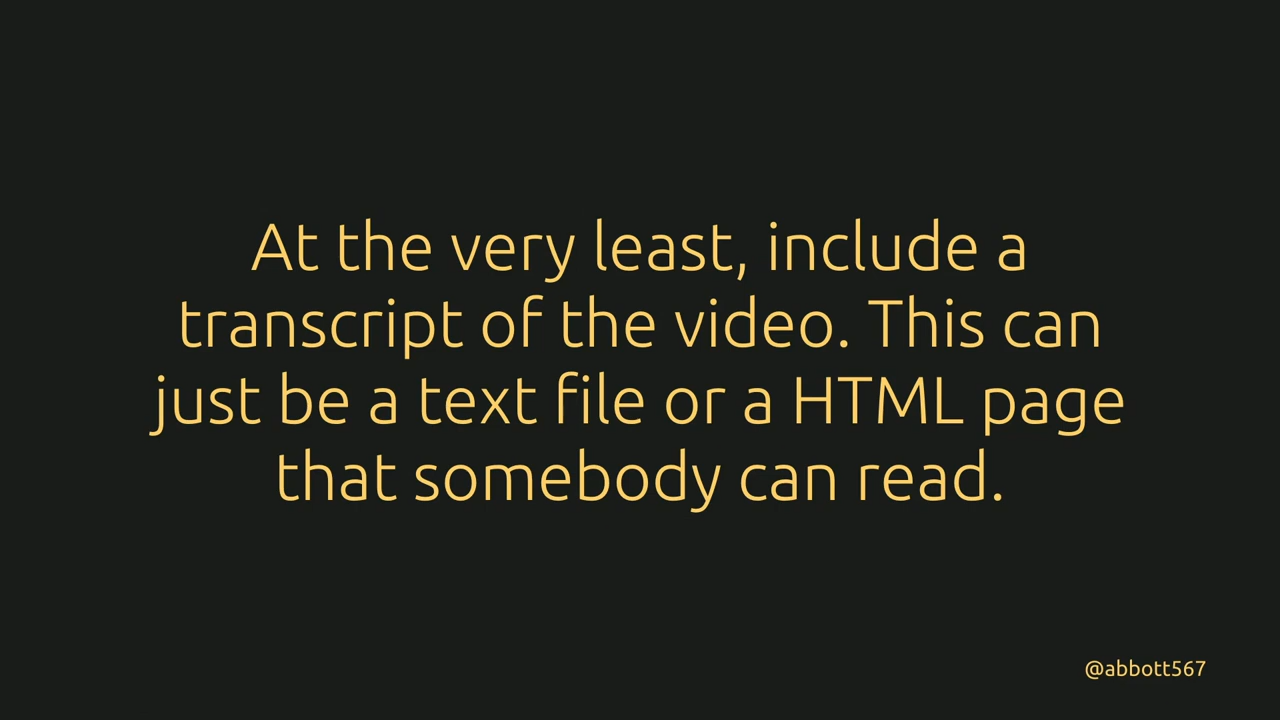 At the very least, include a
transcript of the video. This can
just be a text file or a HTML page
that somebody can read.
@abbott567